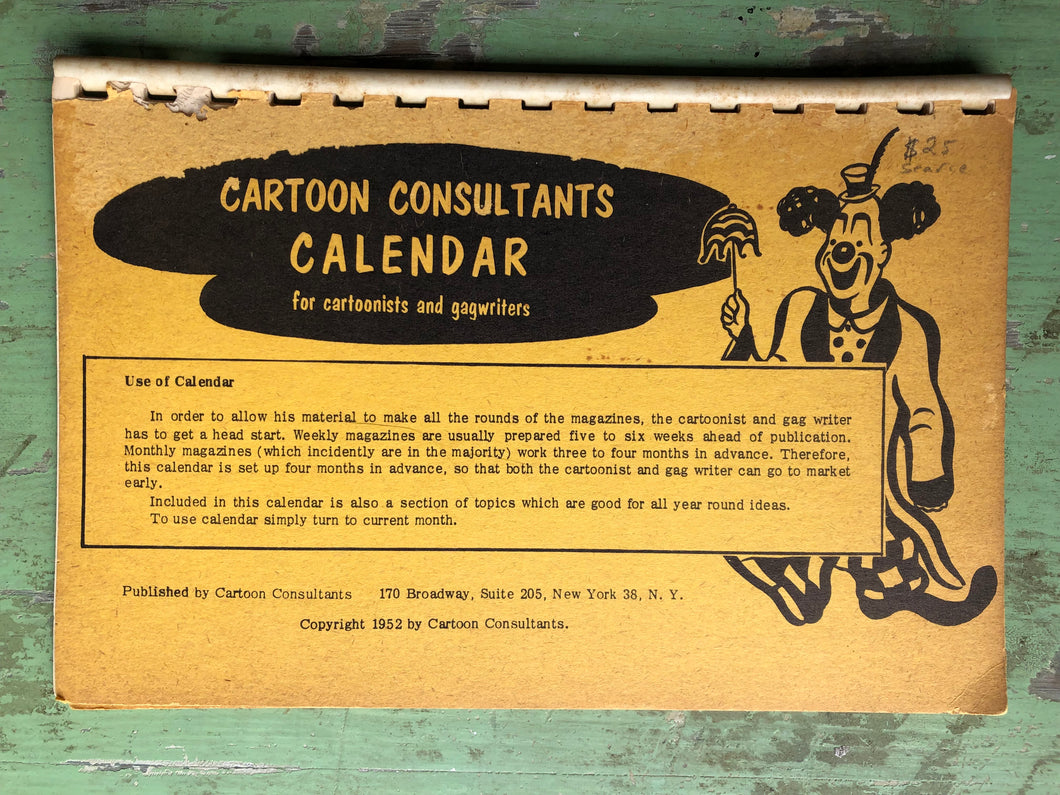 $25
Scarce
CARTOON CONSULTANTS
CALENDAR
for cartoonists and gagwriters
Use of Calendar
In order to allow his material to make all the rounds of the magazines, the cartoonist and gag writer
has to get a head start. Weekly magazines are usually prepared five to six weeks ahead of publication.
Monthly magazines (which incidently are in the majority) work three to four months in advance. Therefore,
this calendar is set up four months in advance, so that both the cartoonist and gag writer can go to market
early.
Included in this calendar is also a section of topics which are good for all year round ideas.
To use calendar simply turn to current month.
Published by Cartoon Consultants 170 Broadway, Suite 205, New York 38, N. Y.
Copyright 1952 by Cartoon Consultants.